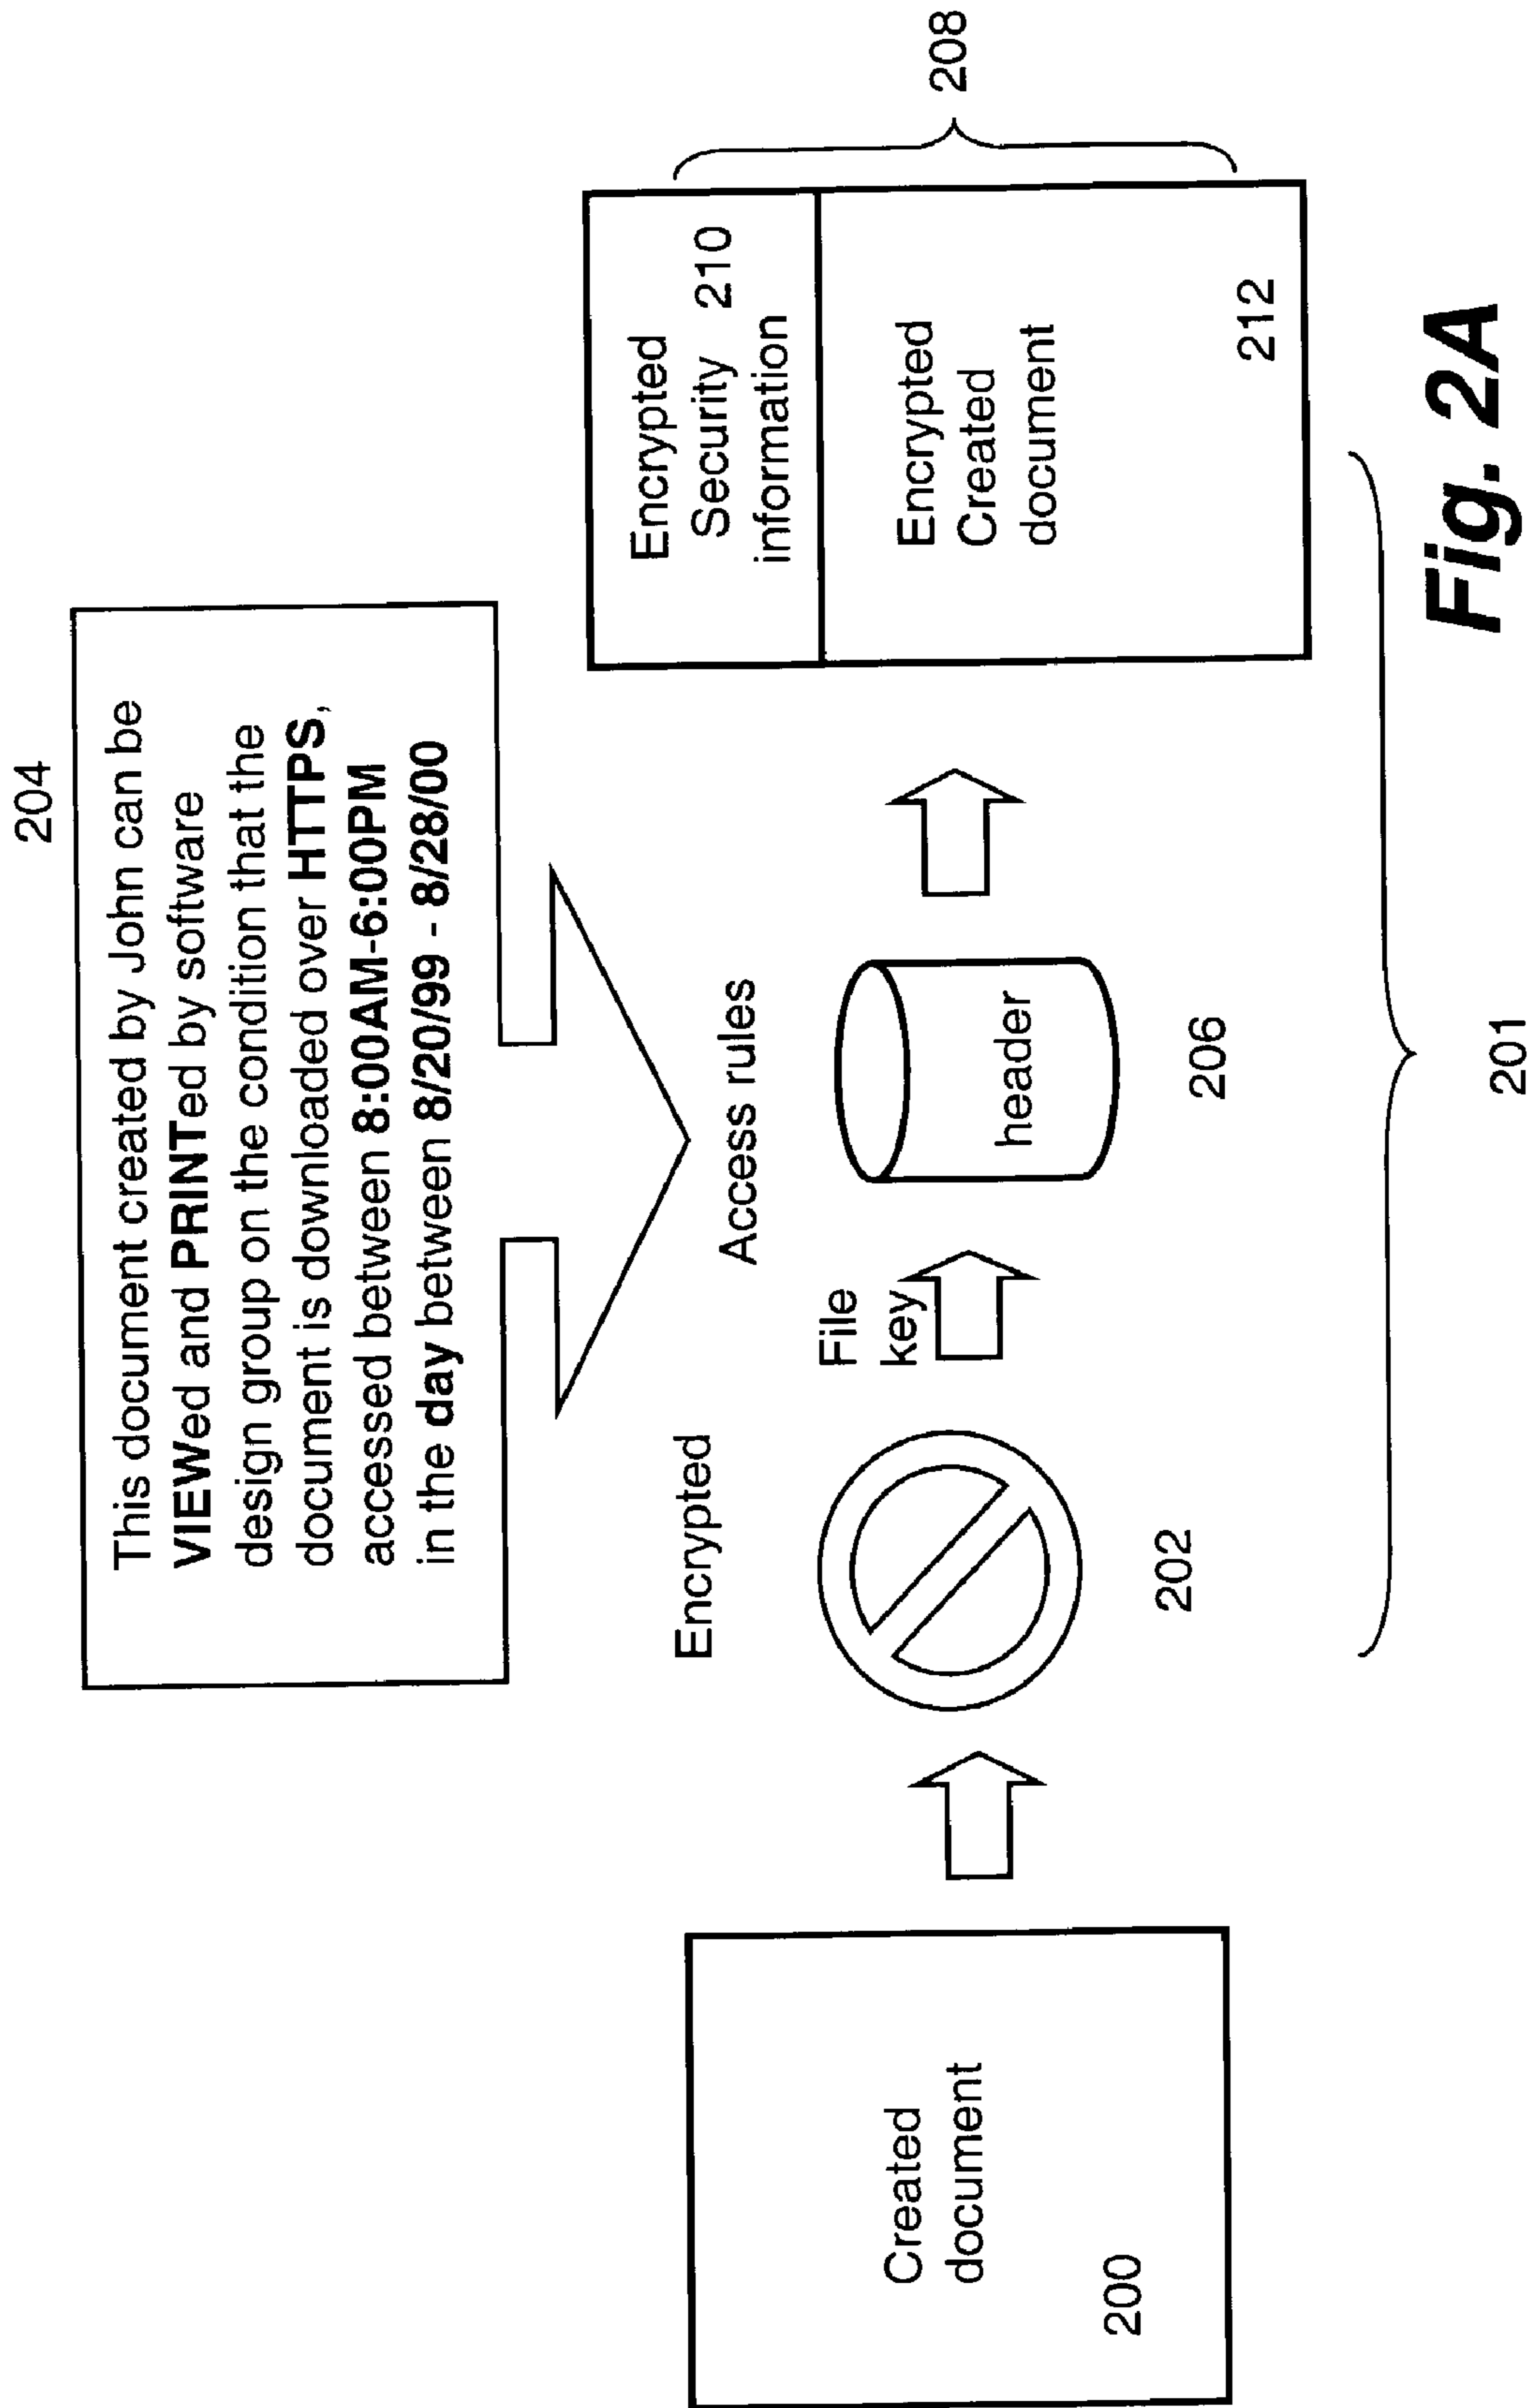 204
This document created by John can be
VIEWed and PRINTed by software
design group on the condition that the
document is downloaded over HTTPS,
accessed between 8:00AM-6:00PM
in the day between 8/20/99 - 8/28/00
Encrypted
Access rules
Created
document
200
202
File
key
header
206
Encrypted
Security 210
information
Encrypted
Created
document
212
208
201
Fig. 2A